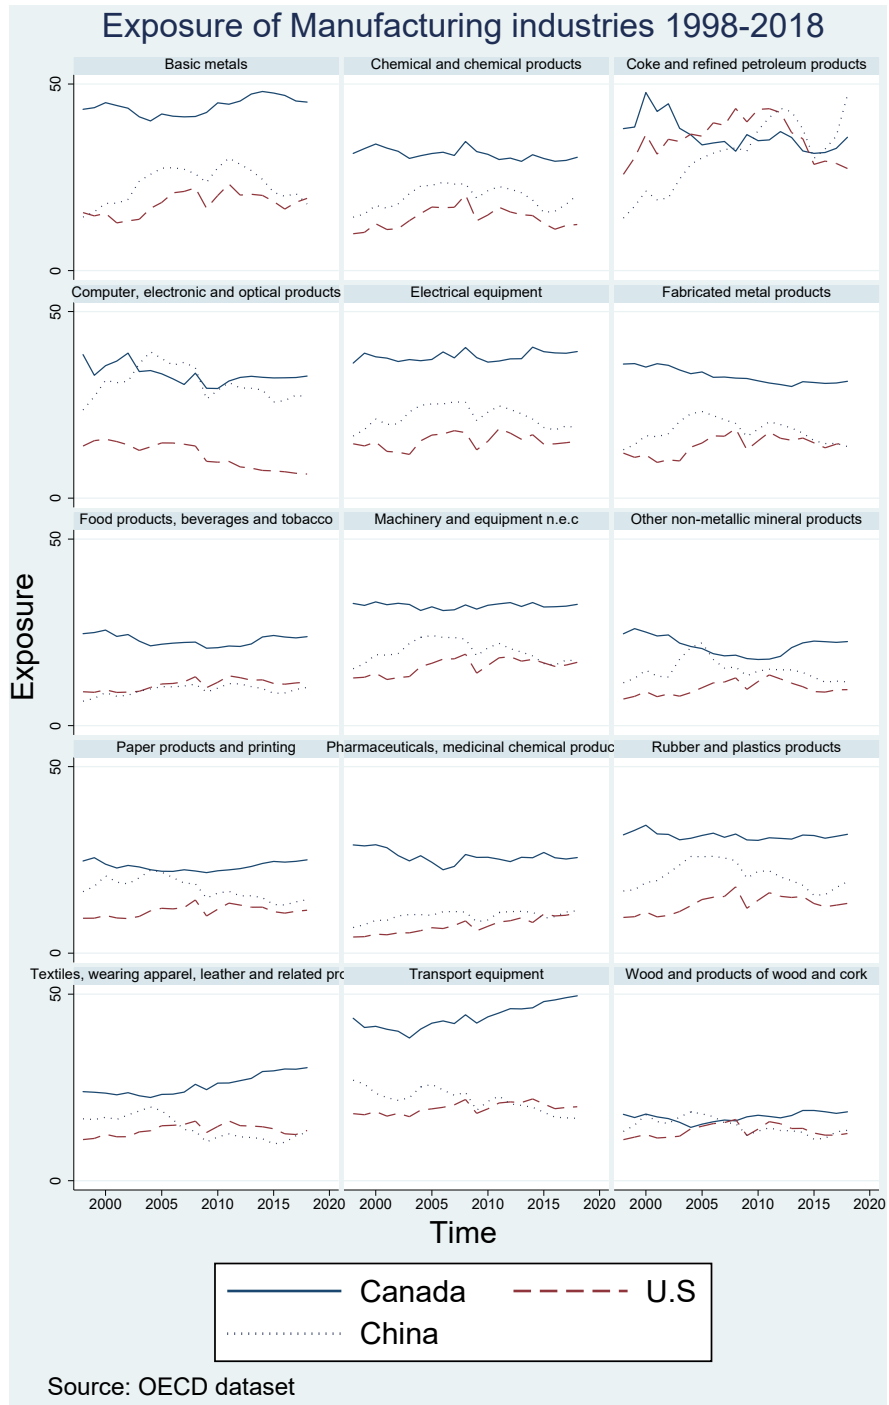 Exposure of Manufacturing industries 1998-2018
Basic metals
Chemical and chemical products
Coke and refined petroleum products
50
0
Computer, electronic and optical products
Electrical equipment
Fabricated metal products
50
0
Food products, beverages and tobacco
Machinery and equipment n.e.c
Other non-metallic mineral products
50
0
Exposure
Paper products and printing
Pharmaceuticals, medicinal chemical produc
Rubber and plastics products
50
0
Textiles, wearing apparel, leather and related pro
Transport equipment
Wood and products of wood and cork
50
0
2000 2005 2010 2015 2020
2000 2005 2010 2015 2020
2000 2005 2010 2015 2020
Time
Canada
U.S
China
Source: OECD dataset